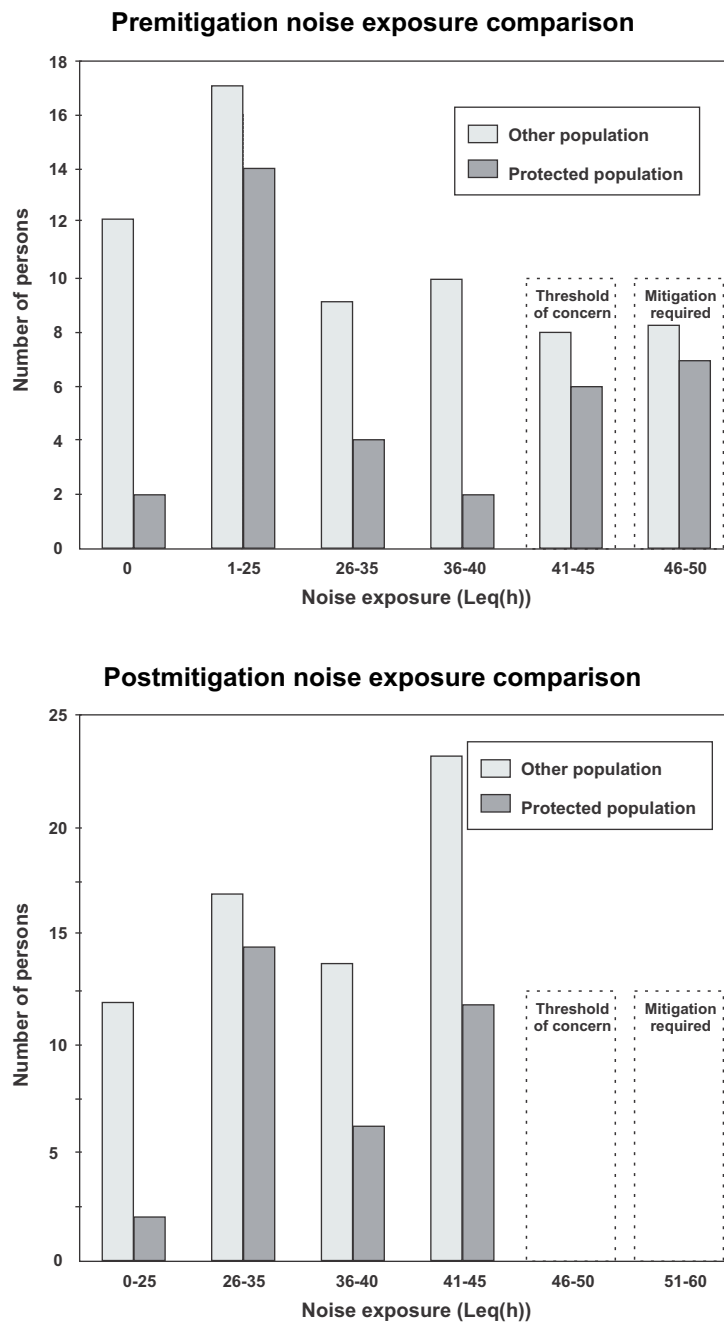 Premitigation noise exposure comparison
18
16
14
12
10
8
6
4
2
0
Number of persons
Other population
Protected population
Threshold
of concern
Mitigation
required
0 1-25 26-35 36-40 41-45 46-50
Noise exposure (Leq(h))
Postmitigation noise exposure comparison
25
20
15
10
5
0
Number of persons
Other population
Protected population
Threshold
of concern
Mitigation
required
0-25 26-35 36-40 41-45 46-50 51-60
Noise exposure (Leq(h))